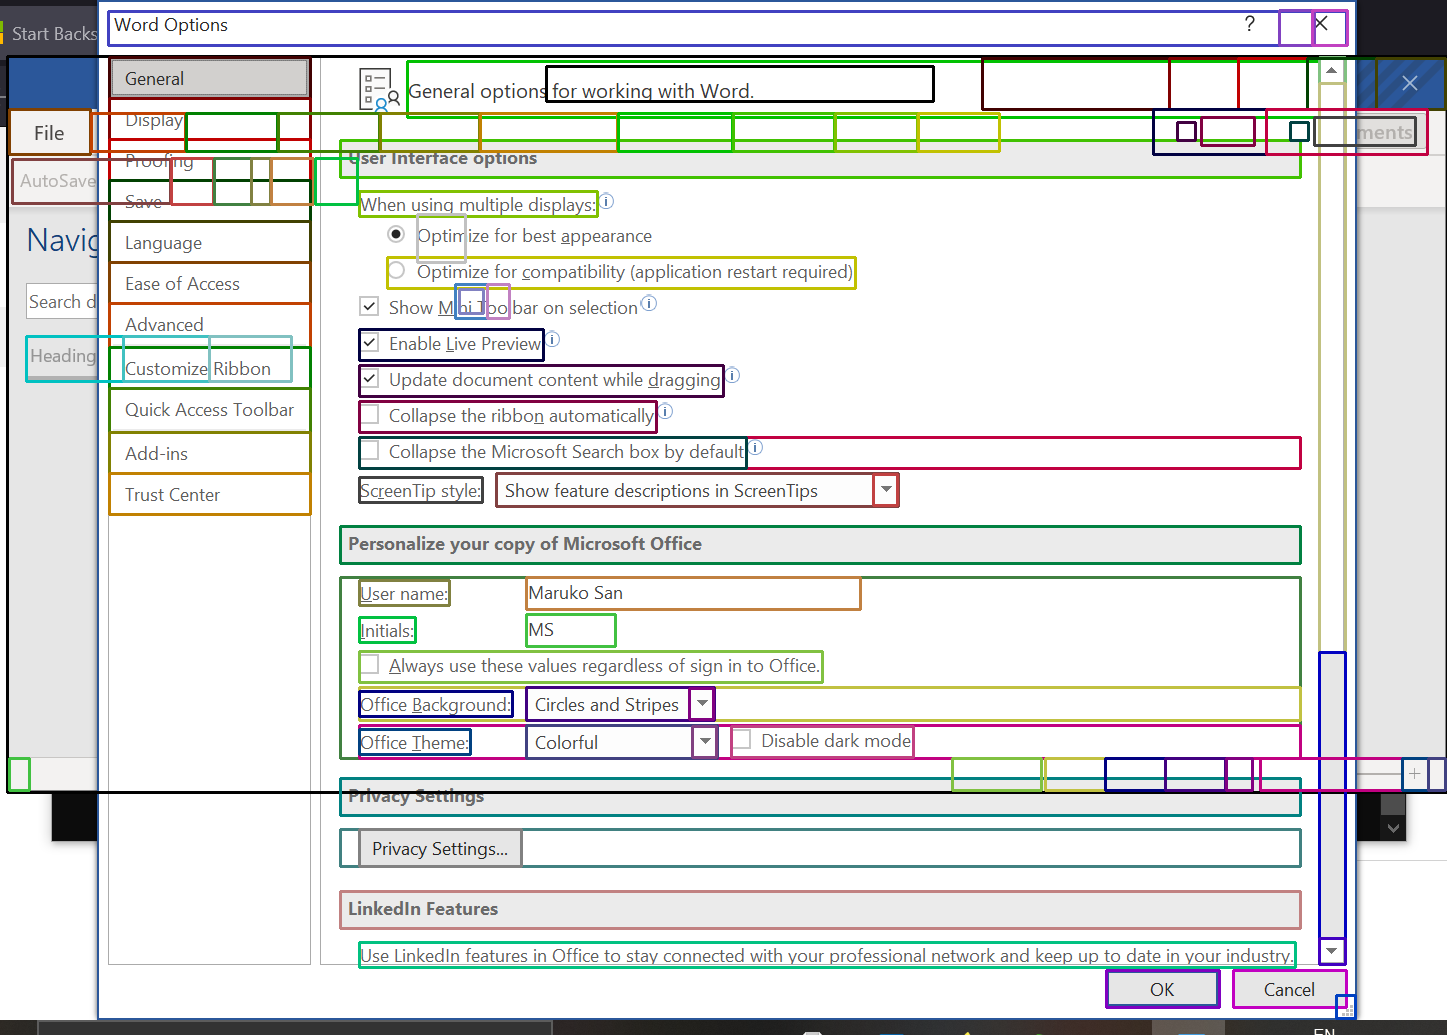 Word Options
?
Start Backs
General
General options for working with Word.
Display
File
ments
Proofing
User Interface options
AutoSave
Save
When using multiple displays:
Navig
Language
Optimize for best appearance
Optimize for compatibility (application restart required)
Ease of Access
Search d
Show Mini Toolbar on selection
Advanced
Enable Live Preview
Heading
Customize Ribbon
Update document content while dragging
Quick Access Toolbar
Collapse the ribbon automatically
Add-ins
Collapse the Microsoft Search box by default
Trust Center
ScreenTip style:
Show feature descriptions in ScreenTips
Personalize your copy of Microsoft Office
User name:
Maruko San
Initials:
MS
Always use these values regardless of sign in to Office.
Office Background:
Circles and Stripes
Office Theme:
Colorful
Disable dark mode
Privacy Settings
Privacy Settings...
LinkedIn Features
Use LinkedIn features in Office to stay connected with your professional network and keep up to date in your industry.
OK
Cancel
EN